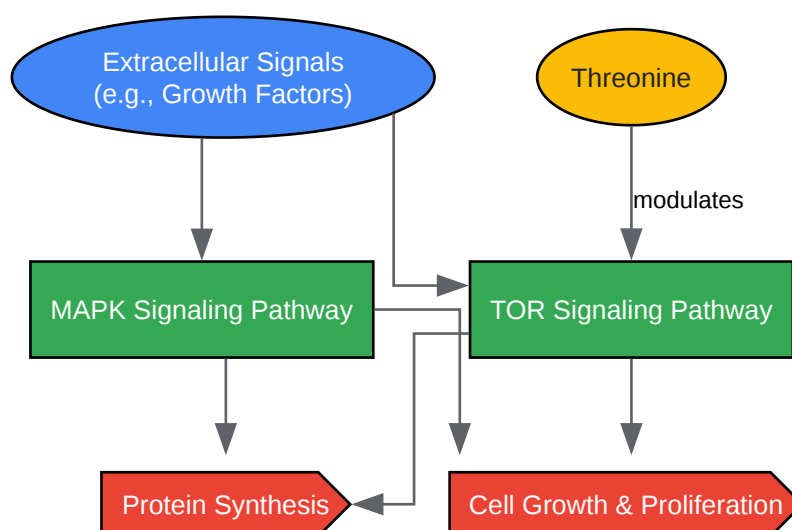 Extracellular Signals
(e.g., Growth Factors)
Threonine
modulates
MAPK Signaling Pathway
TOR Signaling Pathway
Protein Synthesis
Cell Growth & Proliferation